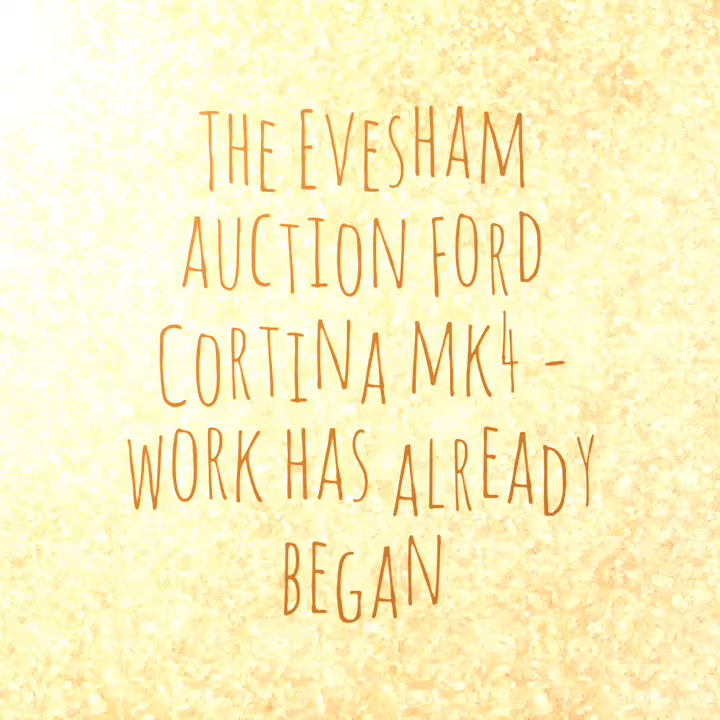 THE EVESHAM
AUCTION FORD
CORTINA MK4 -
WORK HAS ALREADY
BEGAN